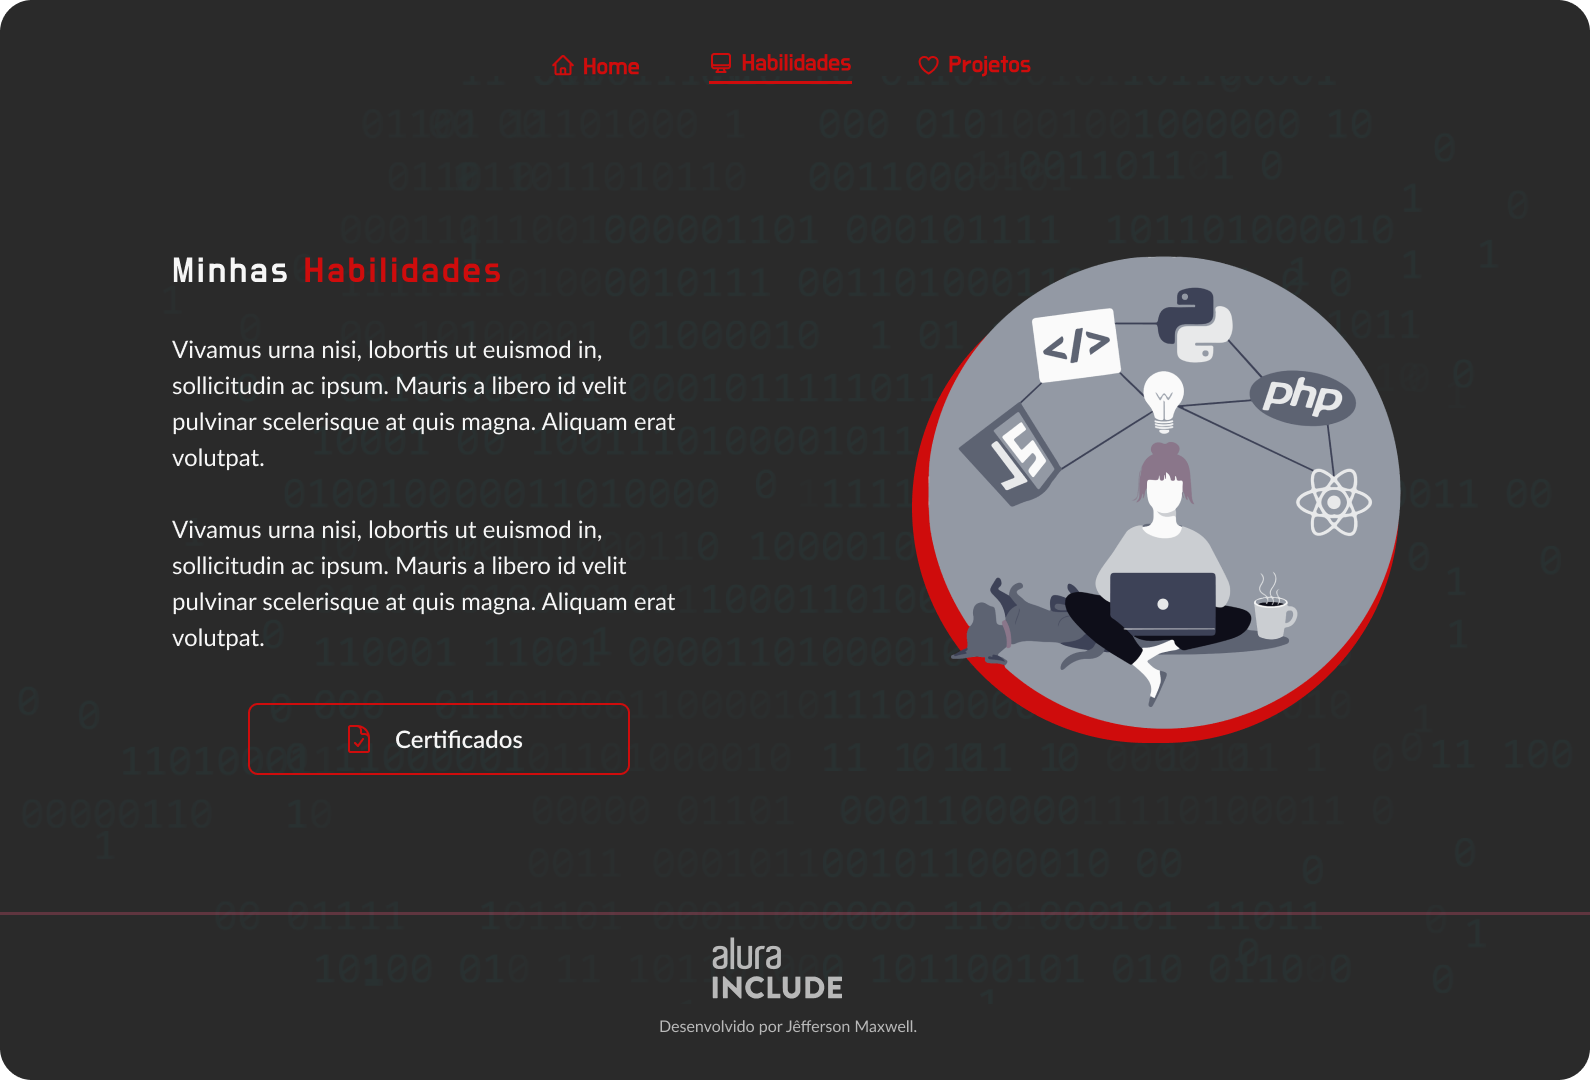 Home
Habilidades
Projetos
Minhas Habilidades
Vivamus urna nisi, lobortis ut euismod in,
sollicitudin ac ipsum. Mauris a libero id velit
pulvinar scelerisque at quis magna. Aliquam erat
volutpat.
Vivamus urna nisi, lobortis ut euismod in,
sollicitudin ac ipsum. Mauris a libero id velit
pulvinar scelerisque at quis magna. Aliquam erat
volutpat.
Certificados
</>
php
JS
alura
INCLUDE
Desenvolvido por Jêfferson Maxwell.